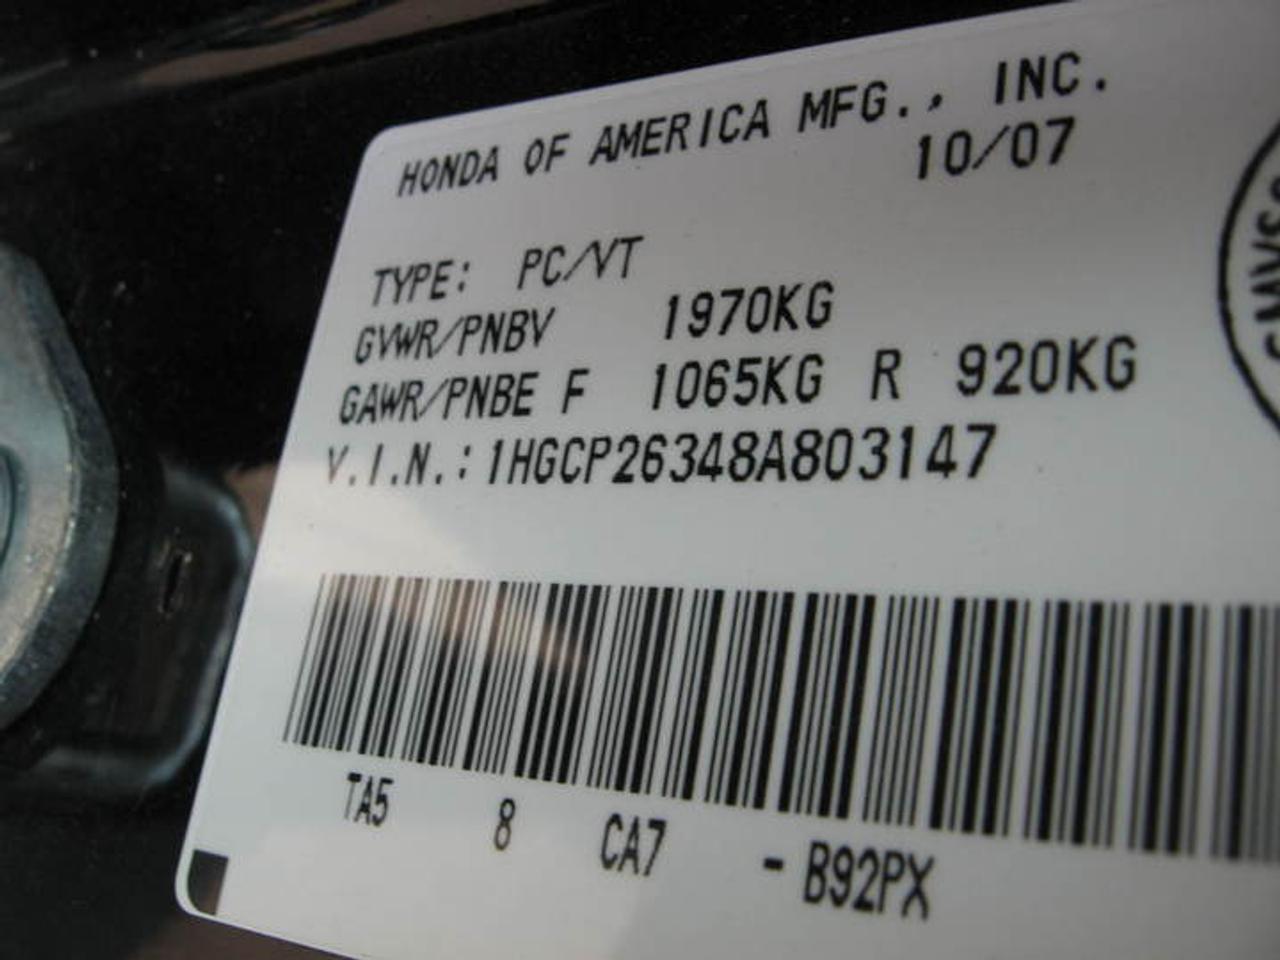 HONDA OF AMERICA MFG., INC.
10/07
TYPE: PC/VT
GVWR/PNBV 1970KG
GAWR/PNBE F 1065KG R 920KG
V.I.N.: 1HGCP26348A803147
TA5 8 CA7 - B92PX